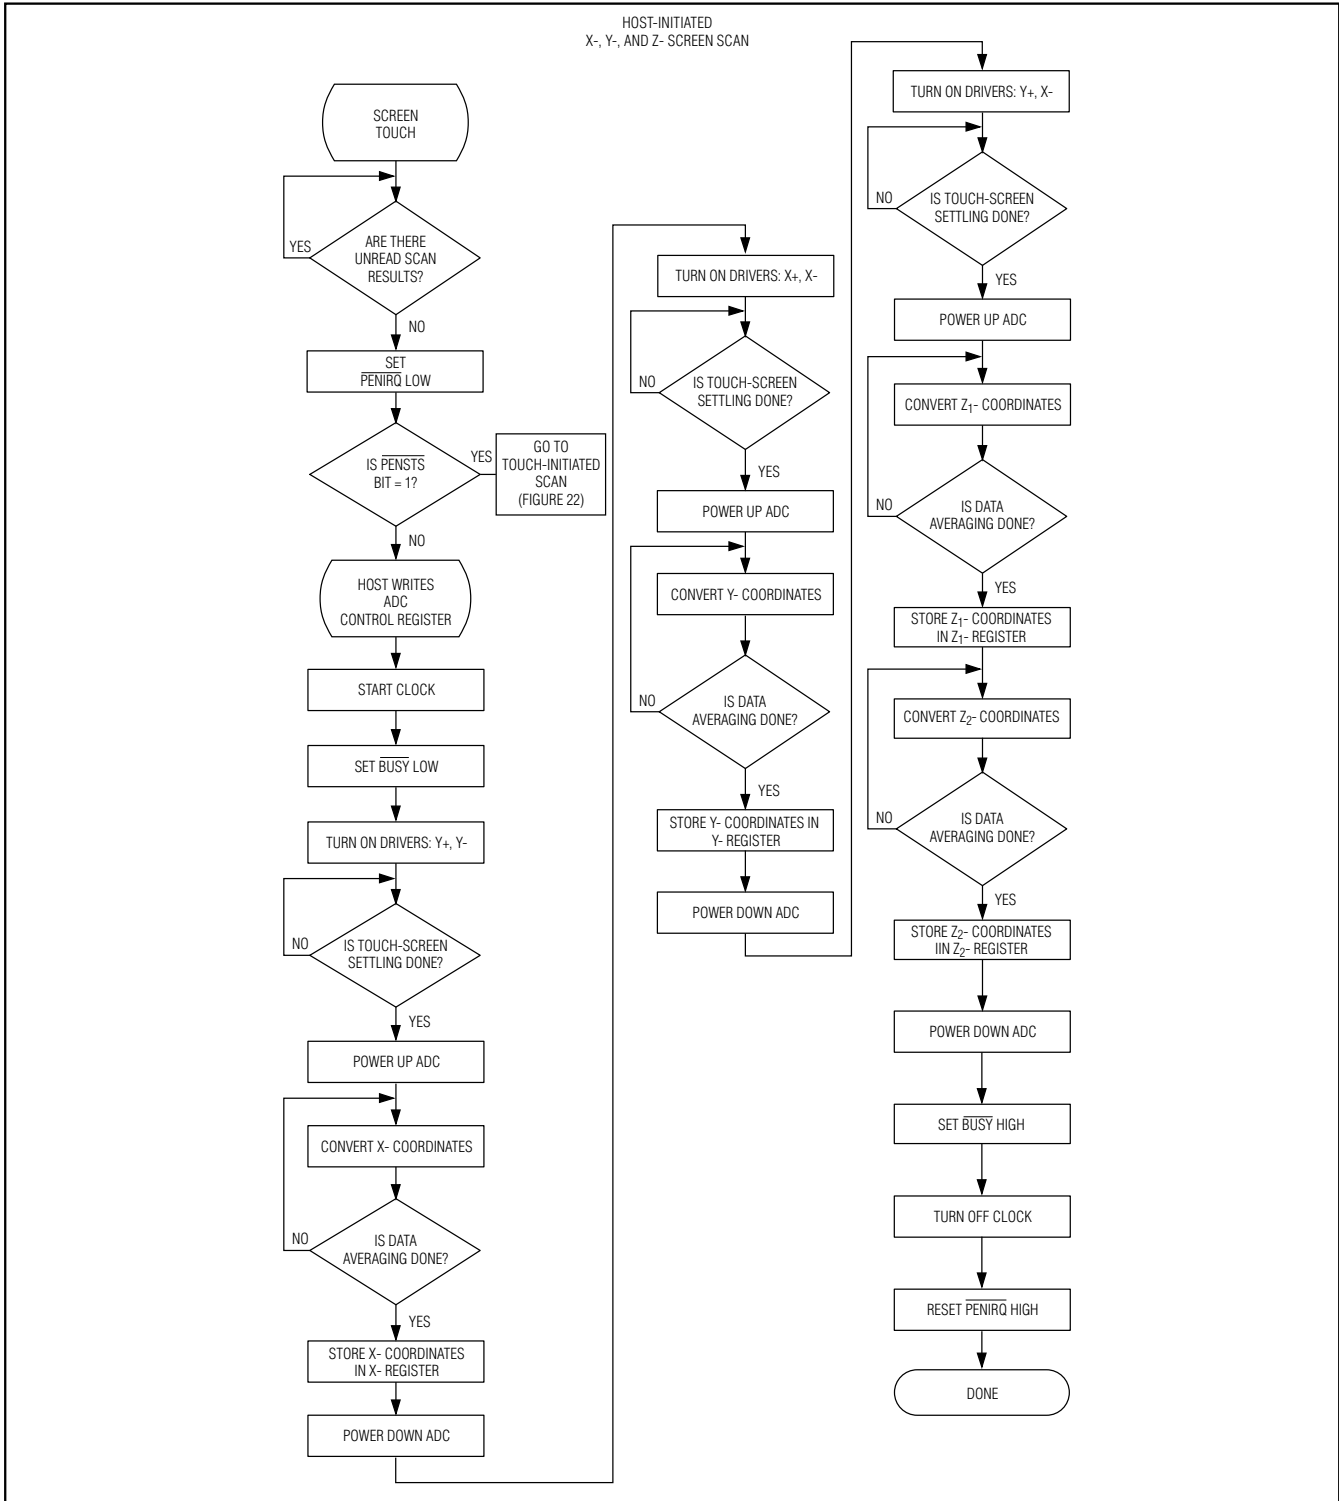 HOST-INITIATED
X-, Y-, AND Z- SCREEN SCAN
SCREEN
TOUCH
YES
ARE THERE
UNREAD SCAN
RESULTS?
NO
SET
PENIRQ LOW
IS PENSTS
BIT = 1?
YES
GO TO
TOUCH-INITIATED
SCAN
(FIGURE 22)
NO
HOST WRITES
ADC
CONTROL REGISTER
START CLOCK
SET BUSY LOW
TURN ON DRIVERS: Y+, Y-
NO
IS TOUCH-SCREEN
SETTLING DONE?
YES
POWER UP ADC
CONVERT X- COORDINATES
NO
IS DATA
AVERAGING DONE?
YES
STORE X- COORDINATES
IN X- REGISTER
POWER DOWN ADC
TURN ON DRIVERS: X+, X-
NO
IS TOUCH-SCREEN
SETTLING DONE?
YES
POWER UP ADC
CONVERT Y- COORDINATES
NO
IS DATA
AVERAGING DONE?
YES
STORE Y- COORDINATES IN
Y- REGISTER
POWER DOWN ADC
TURN ON DRIVERS: Y+, X-
NO
IS TOUCH-SCREEN
SETTLING DONE?
YES
POWER UP ADC
CONVERT Z1- COORDINATES
NO
IS DATA
AVERAGING DONE?
YES
STORE Z1- COORDINATES
IN Z1- REGISTER
CONVERT Z2- COORDINATES
NO
IS DATA
AVERAGING DONE?
YES
STORE Z2- COORDINATES
IIN Z2- REGISTER
POWER DOWN ADC
SET BUSY HIGH
TURN OFF CLOCK
RESET PENIRQ HIGH
DONE